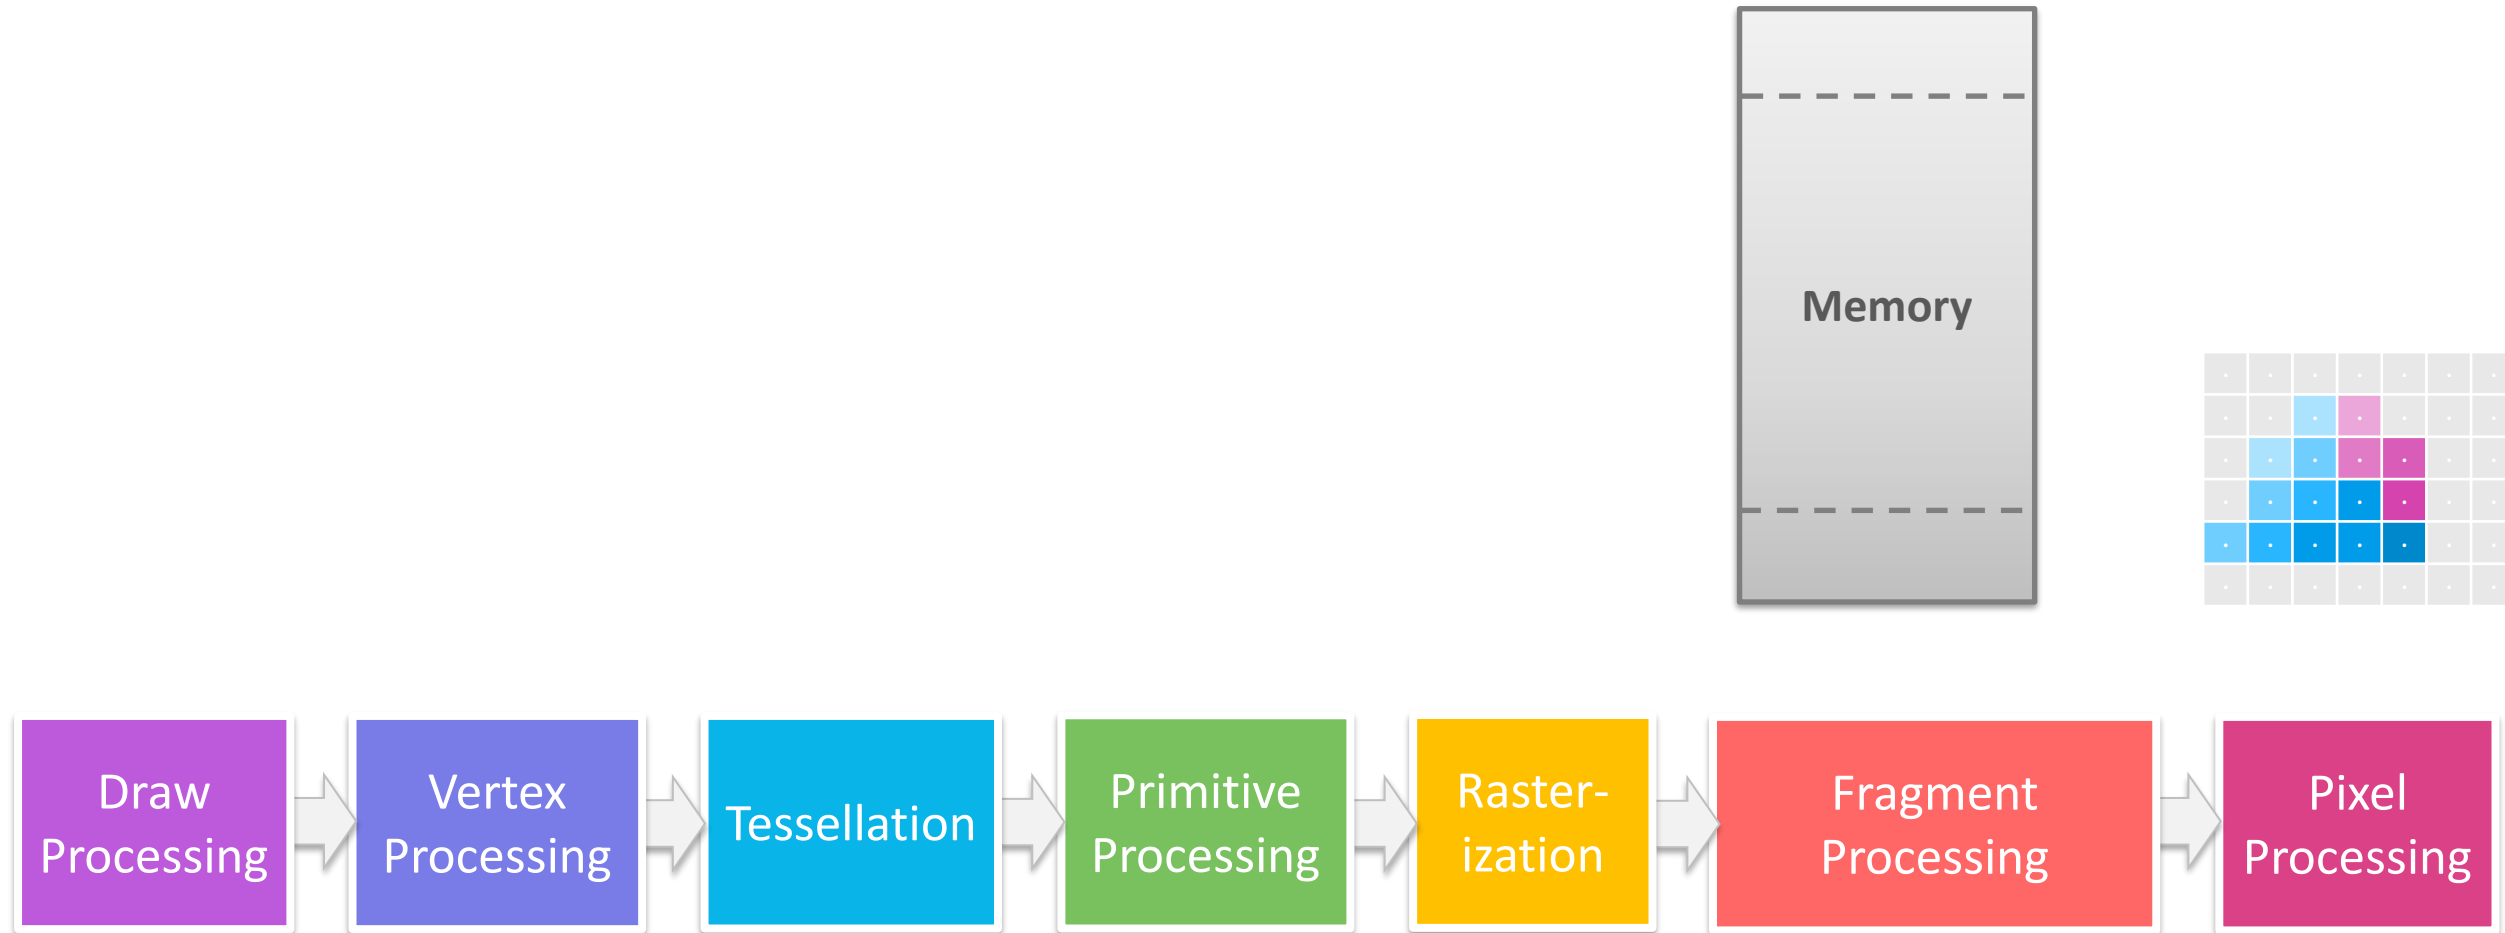 Memory
Draw
Processing
Vertex
Processing
Tessellation
Primitive
Processing
Raster-
ization
Fragment
Processing
Pixel
Processing